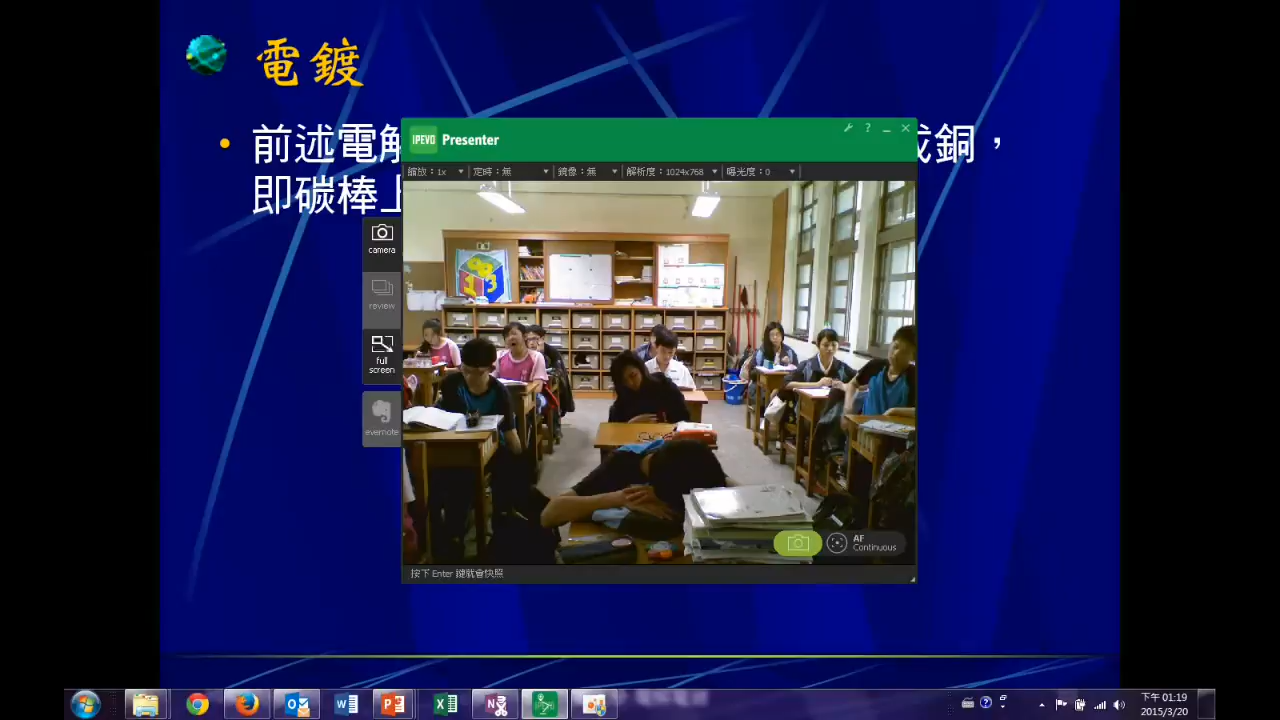 電鍍
前述電解
或銅，
即碳棒上
IPEVO Presenter
縮放：1x
定時：無
鏡像：無
解析度：1024x768
曝光度：0
camera
review
full
screen
evernote
AF
Continuous
按下 Enter 鍵就會快照
下午 01:19
2015/3/20